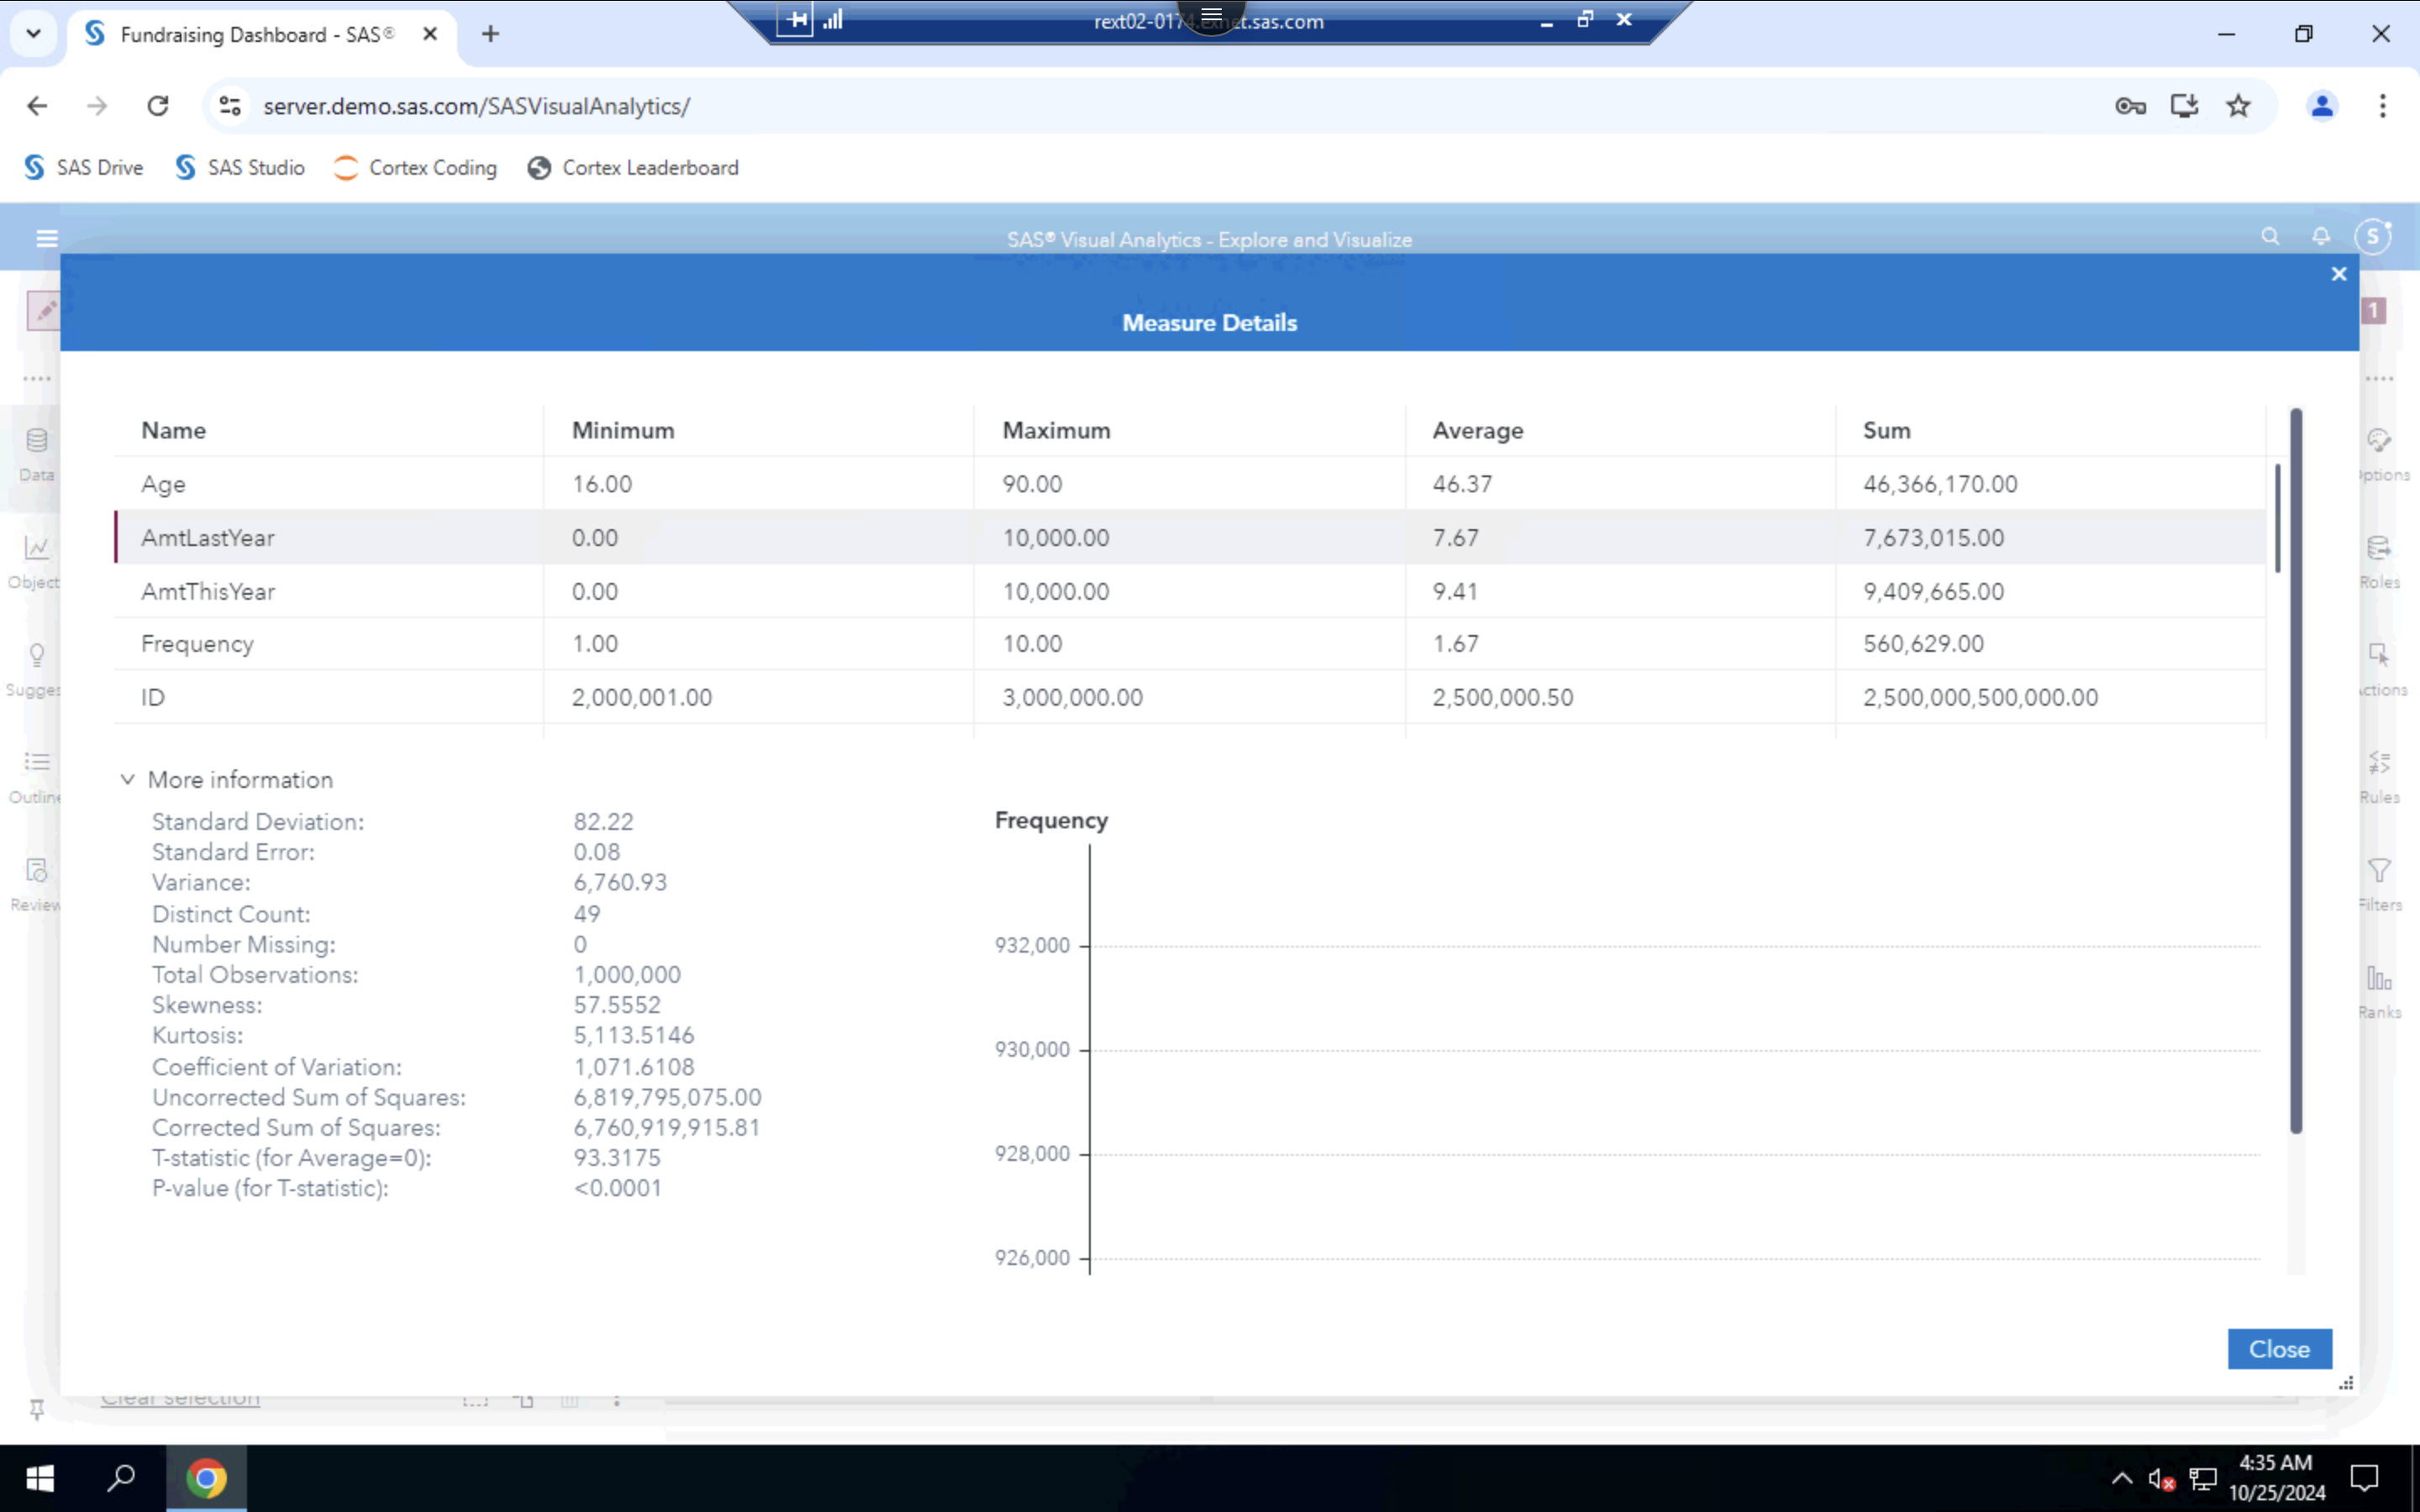 Fundraising Dashboard - SAS®
rext02-0174.exnet.sas.com
server.demo.sas.com/SASVisualAnalytics/
SAS Drive SAS Studio Cortex Coding Cortex Leaderboard
SAS® Visual Analytics - Explore and Visualize
S
Measure Details
1
Name Minimum Maximum Average Sum
Age 16.00 90.00 46.37 46,366,170.00
AmtLastYear 0.00 10,000.00 7.67 7,673,015.00
AmtThisYear 0.00 10,000.00 9.41 9,409,665.00
Frequency 1.00 10.00 1.67 560,629.00
ID 2,000,001.00 3,000,000.00 2,500,000.50 2,500,000,500,000.00
Data
Object
Sugges
Outline
Review
More information
Standard Deviation: 82.22
Standard Error: 0.08
Variance: 6,760.93
Distinct Count: 49
Number Missing: 0
Total Observations: 1,000,000
Skewness: 57.5552
Kurtosis: 5,113.5146
Coefficient of Variation: 1,071.6108
Uncorrected Sum of Squares: 6,819,795,075.00
Corrected Sum of Squares: 6,760,919,915.81
T-statistic (for Average=0): 93.3175
P-value (for T-statistic): <0.0001
Frequency
932,000
930,000
928,000
926,000
ptions
Roles
ctions
Rules
Filters
Ranks
Close
Clear selection
4:35 AM
10/25/2024